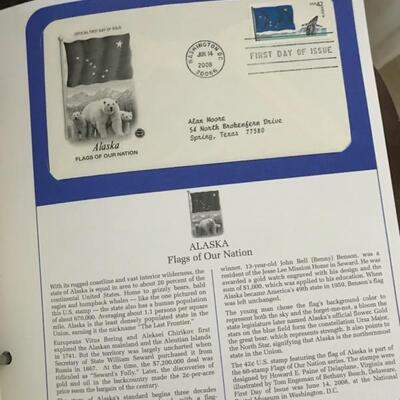 OFFICIAL FIRST DAY OF ISSUE
Alaska
FLAGS OF OUR NATION
WASHINGTON DC
JUN 14
2008
20066
USA 42
FIRST DAY OF ISSUE
Alan Moore
54 North Brokenfern Drive
Spring, Texas 77380
ALASKA
Flags of Our Nation
With its rugged coastline and vast interior wilderness, the
state of Alaska is equal in area to about 20 percent of the
continental United States. Home to grizzly bears, bald
eagles and humpback whales — like the one pictured on
this U.S. stamp — the state also has a human population
of about 670,000. Averaging about 1.1 persons per square
mile, Alaska is the least densely populated state in the
Union, earning it the nickname "The Last Frontier."
Europeans Vitus Bering and Aleksei Chirikov first
explored the Alaskan mainland and the Aleutian Islands
in 1741. But the territory was largely uncharted when
Secretary of State William Seward purchased it from
Russia in 1867. At the time, the $7,200,000 deal was
ridiculed as "Seward's Folly." Later, the discoveries of
gold and oil in the backcountry made the 24-per-acre
price seem the bargain of the century.
of Alaska's standard begins three decades
with a flag-
winner, 13-year-old John Bell (Benny) Benson, was a
resident of the Jesse Lee Mission Home in Seward. He was
awarded a gold watch engraved with his design and the
sum of $1,000, which was applied to his education. When
Alaska became America's 49th state in 1959, Benson's flag
was left unchanged.
The young man chose the flag's background color to
represent both the sky and the forget-me-not, a bloom the
state legislature later named Alaska's official flower. Gold
stars on the blue field form the constellation Ursa Major,
the great bear, which represents strength. It also points to
the North Star, signifying that Alaska is the northernmost
state in the Union.
The 42¢ U.S. stamp featuring the flag of Alaska is part of
the 60-stamp Flags of Our Nation series. The stamps were
designed by Howard E. Paine of Delaplane, Virginia and
illustrated by Tom Engeman of Bethany Beach, Delaware.
First Day of Issue was June 14, 2008, at the National
Postal Museum in Washington, D.C.